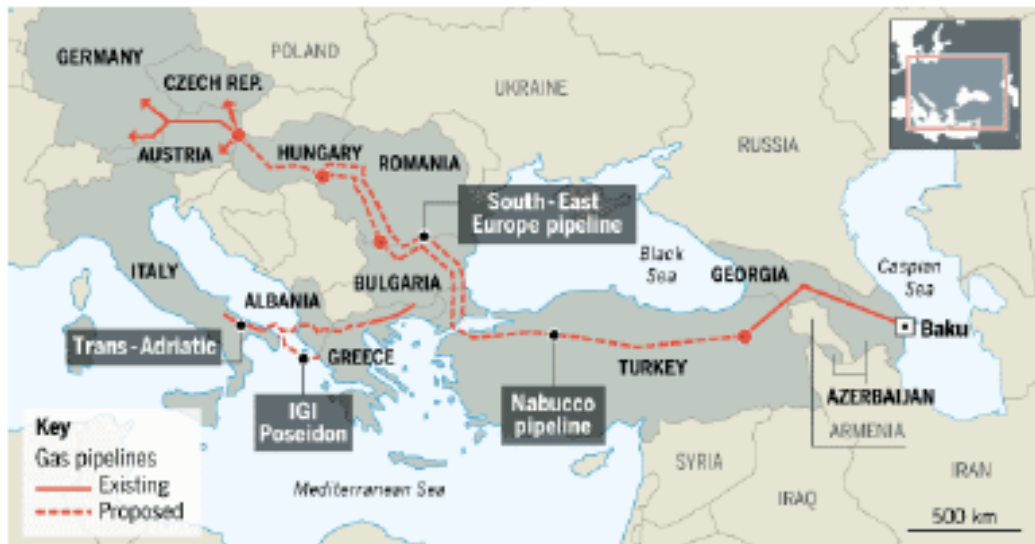 GERMANY
POLAND
CZECH REP.
UKRAINE
RUSSIA
AUSTRIA
HUNGARY
ROMANIA
South-East
Europe pipeline
Black
Sea
Caspian
Sea
ITALY
BULGARIA
GEORGIA
ALBANIA
Baku
Trans-Adriatic
GREECE
TURKEY
AZERBAIJAN
IGI
Poseidon
Nabucco
pipeline
ARMENIA
Key
Gas pipelines
Existing
Proposed
Mediterranean Sea
SYRIA
IRAQ
IRAN
500 km